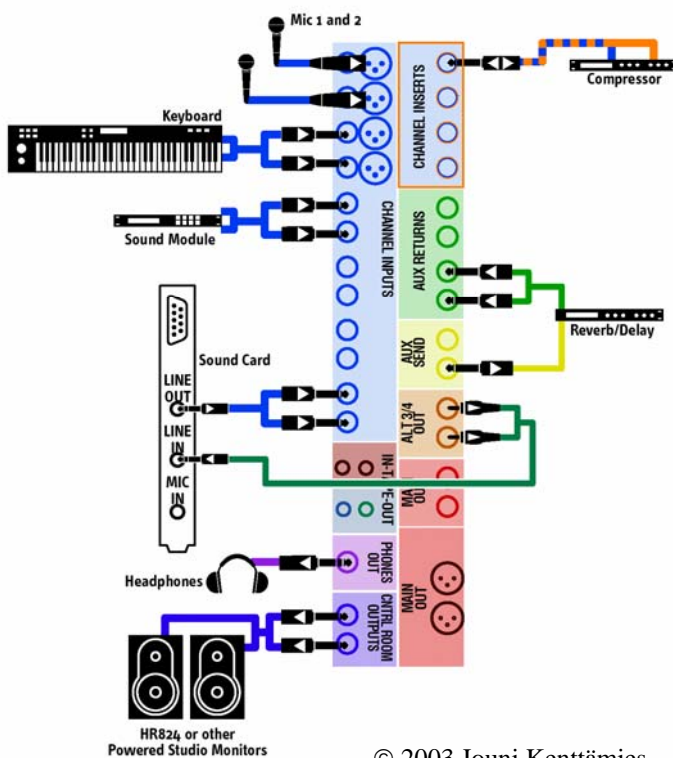 Mic 1 and 2
Compressor
Keyboard
CHANNEL INSERTS
Sound Module
CHANNEL INPUTS
AUX RETURNS
Reverb/Delay
Sound Card
AUX
SEND
LINE
OUT
ALT 3/4
OUT
LINE
IN
MIC
IN
PHONES
OUT
MAIN
OUT
Headphones
CNTRL ROOM
OUTPUTS
HR824 or other
Powered Studio Monitors
© 2003 Jouni Kenttämies